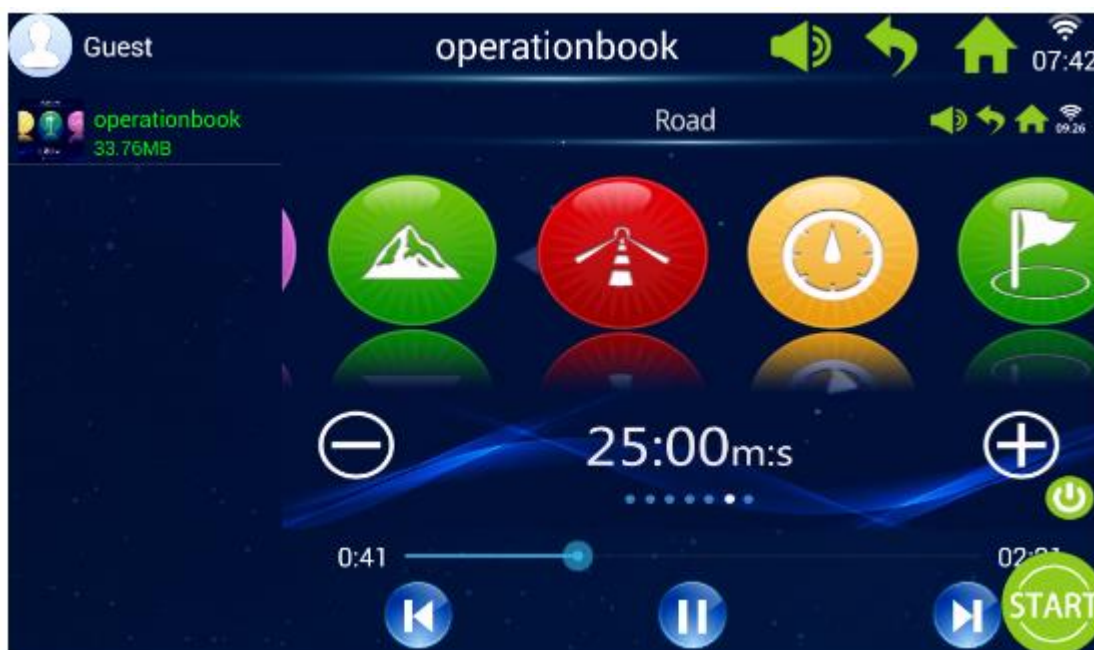 Guest
operationbook
07:42
operationbook
33.76MB
Road
09:26
25:00m:s
0:41
START